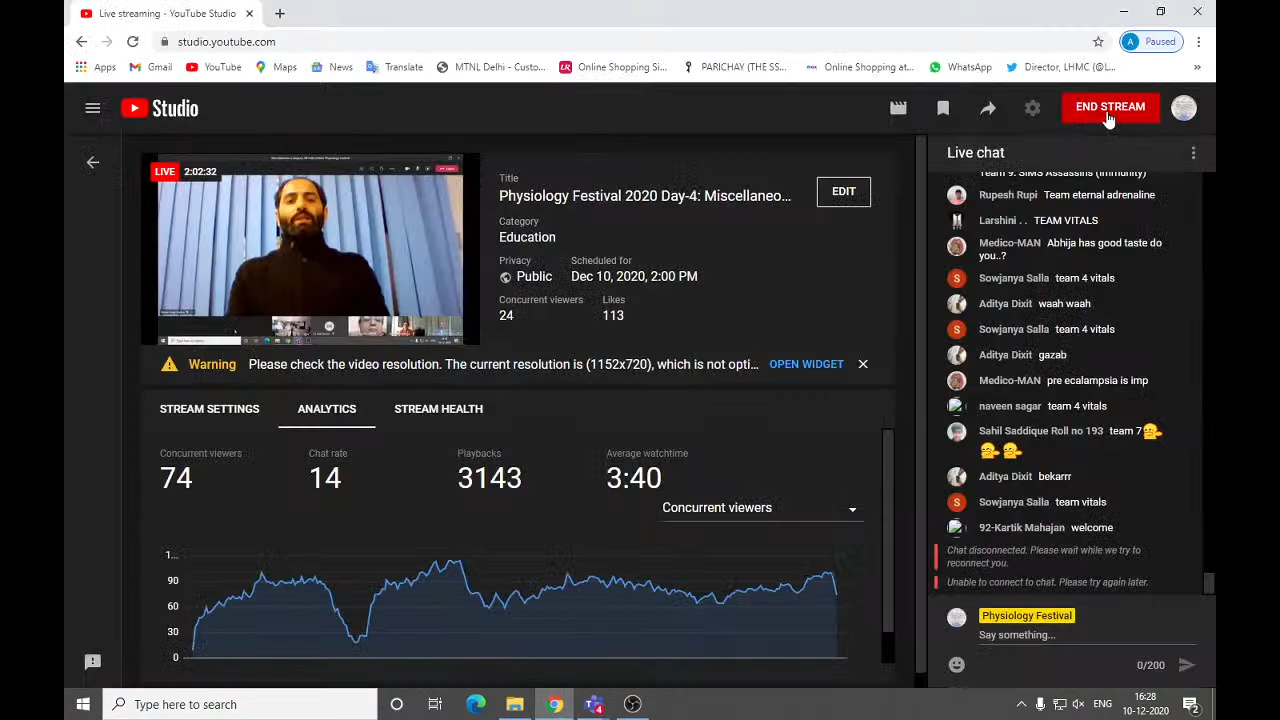 Live streaming - YouTube Studio
studio.youtube.com
A Paused
Apps Gmail YouTube Maps News Translate MTNL Delhi - Custo... Online Shopping Si... PARICHAY (THE SS... Online Shopping at... WhatsApp Director, LHMC (@L... »
Studio
END STREAM
LIVE 2:02:32
Title
Physiology Festival 2020 Day-4: Miscellaneo...
EDIT
Category
Education
Privacy Scheduled for
Public Dec 10, 2020, 2:00 PM
Concurrent viewers Likes
24 113
Warning Please check the video resolution. The current resolution is (1152x720), which is not opti... OPEN WIDGET
STREAM SETTINGS ANALYTICS STREAM HEALTH
Concurrent viewers Chat rate Playbacks Average watchtime
74 14 3143 3:40
Concurrent viewers
1...
90
60
30
0
Live chat
Team 9: SIMS Assassins (Immunity)
Rupesh Rupi Team eternal adrenaline
Larshini . . TEAM VITALS
Medico-MAN Abhija has good taste do
you..?
S Sowjanya Salla team 4 vitals
Aditya Dixit waah waah
S Sowjanya Salla team 4 vitals
Aditya Dixit gazab
Medico-MAN pre ecalampsia is imp
naveen sagar team 4 vitals
Sahil Saddique Roll no 193 team 7
Aditya Dixit bekarrr
S Sowjanya Salla team vitals
92-Kartik Mahajan welcome
Chat disconnected. Please wait while we try to
reconnect you.
Unable to connect to chat. Please try again later.
Physiology Festival
Say something...
0/200
Type here to search
4
ENG
16:28
10-12-2020
2